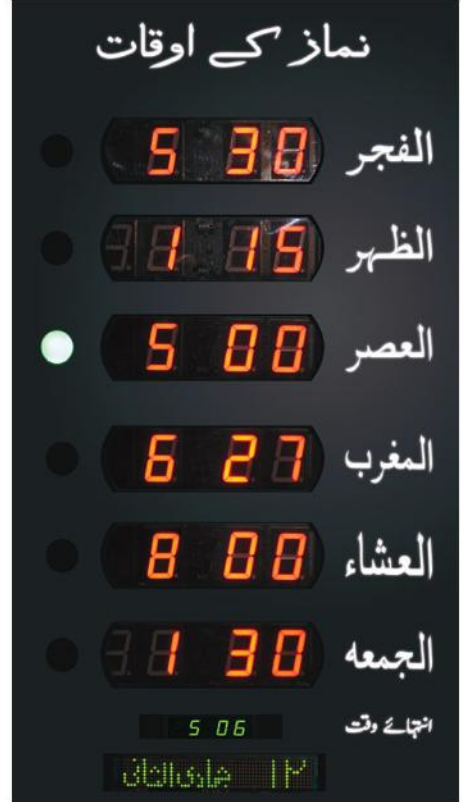 نماز کے اوقات
الفجر 5 30
الظہر 1 15
العصر 5 00
المغرب 6 27
العشاء 8 00
الجمعه 1 30
انتہائے وقت 5 06
۱۲ جمادی الثانی